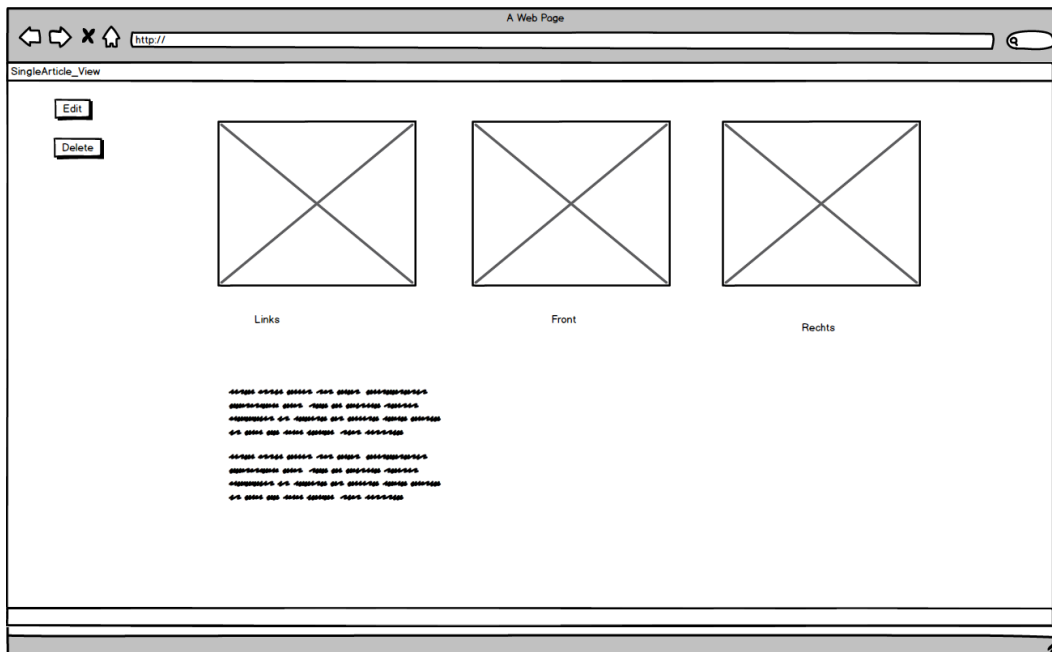 A Web Page
http://
SingleArticle_View
Edit
Delete
Links
Front
Rechts